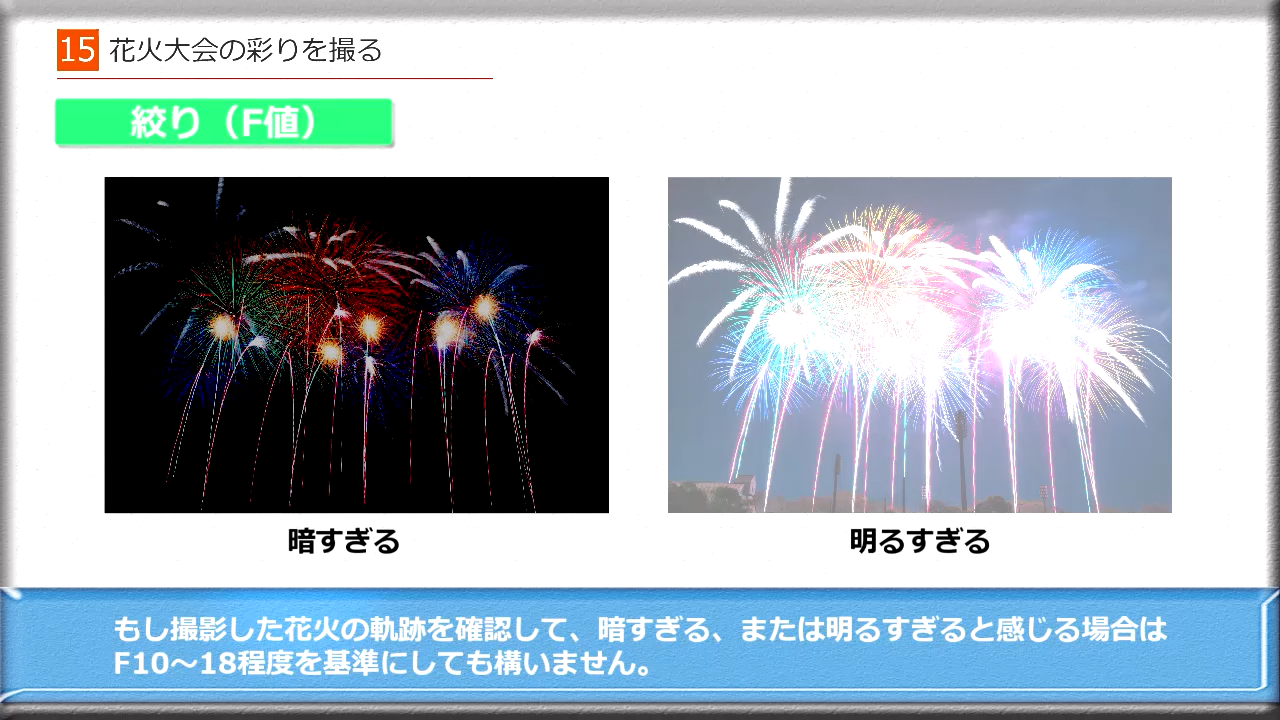 15 花火大会の彩りを撮る
絞り（F値）
暗すぎる
明るすぎる
もし撮影した花火の軌跡を確認して、暗すぎる、または明るすぎると感じる場合は
F10～18程度を基準にしても構いません。